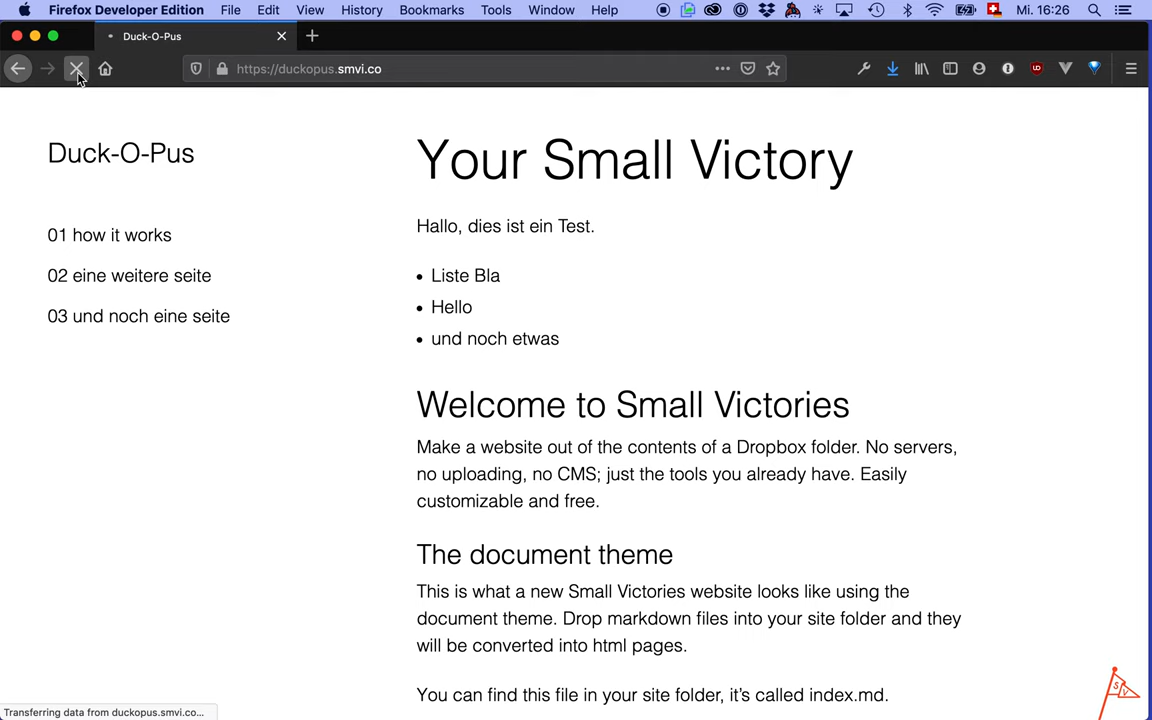 Firefox Developer Edition File Edit View History Bookmarks Tools Window Help Mi. 16:26
Duck-O-Pus
https://duckopus.smvi.co
Duck-O-Pus
01 how it works
02 eine weitere seite
03 und noch eine seite
Your Small Victory
Hallo, dies ist ein Test.
• Liste Bla
• Hello
• und noch etwas
Welcome to Small Victories
Make a website out of the contents of a Dropbox folder. No servers,
no uploading, no CMS; just the tools you already have. Easily
customizable and free.
The document theme
This is what a new Small Victories website looks like using the
document theme. Drop markdown files into your site folder and they
will be converted into html pages.
You can find this file in your site folder, it's called index.md.
SV
Transferring data from duckopus.smvi.co...